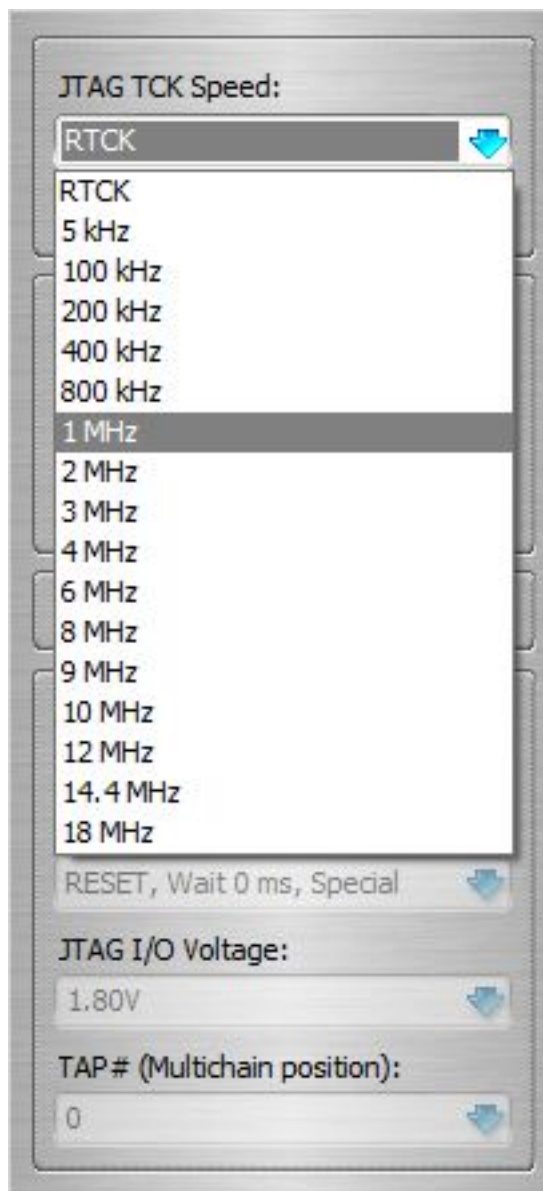 JTAG TCK Speed:
RTCK
RTCK
5 kHz
100 kHz
200 kHz
400 kHz
800 kHz
1 MHz
2 MHz
3 MHz
4 MHz
6 MHz
8 MHz
9 MHz
10 MHz
12 MHz
14.4 MHz
18 MHz
RESET, Wait 0 ms, Special
JTAG I/O Voltage:
1.80V
TAP# (Multichain position):
0